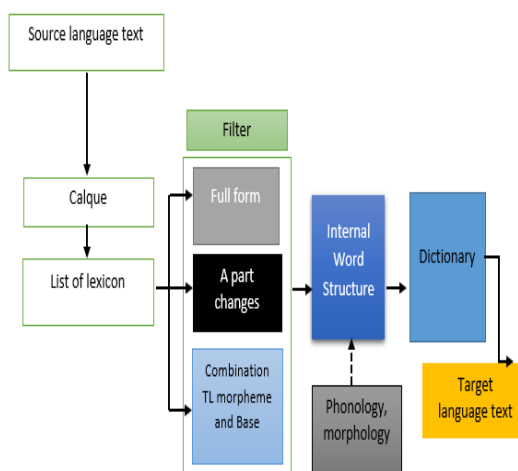 Source language text
Calque
List of lexicon
Filter
Full form
A part
changes
Combination
TL morpheme
and Base
Internal
Word
Structure
Phonology,
morphology
Dictionary
Target
language text